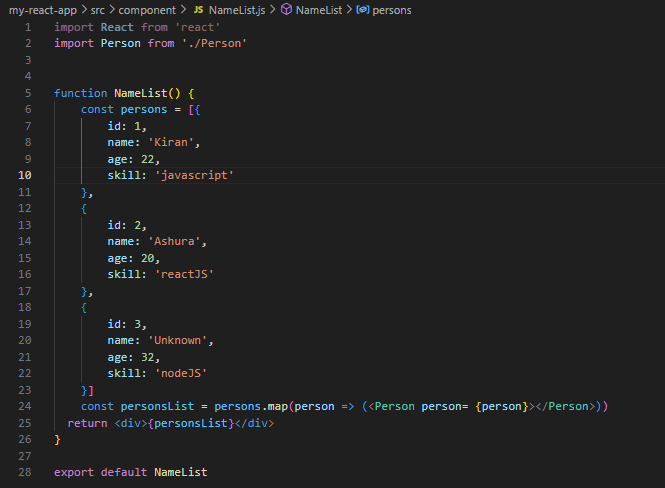 my-react-app > src > component > JS NameList.js > NameList > persons
1 import React from 'react'
2 import Person from './Person'
3
4
5 function NameList() {
6 const persons = [{
7 id: 1,
8 name: 'Kiran',
9 age: 22,
10 skill: 'javascript'
11 },
12 {
13 id: 2,
14 name: 'Ashura',
15 age: 20,
16 skill: 'reactJS'
17 },
18 {
19 id: 3,
20 name: 'Unknown',
21 age: 32,
22 skill: 'nodeJS'
23 }]
24 const personsList = persons.map(person => (<Person person= {person}></Person>))
25 return <div>{personsList}</div>
26 }
27
28 export default NameList